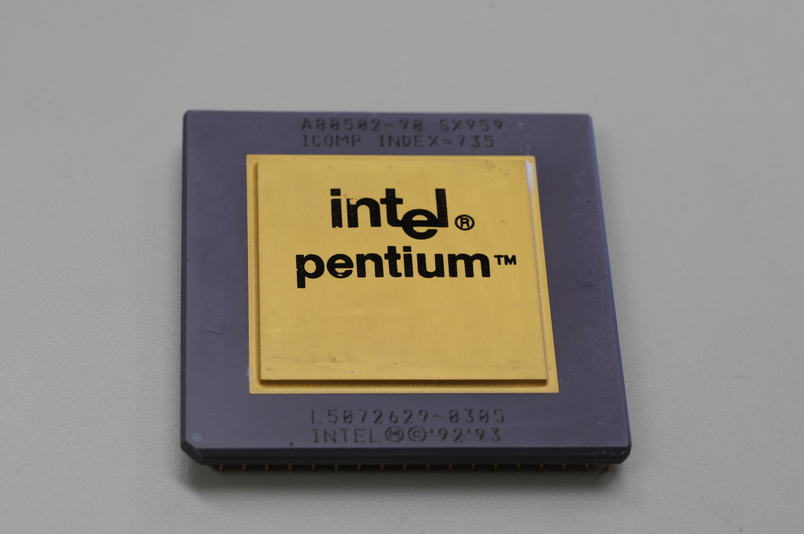 A80502-90 SX959
ICOMP INDEX=735
intel®
pentium™
L5072629-0305
INTEL Ⓜ©'92'93